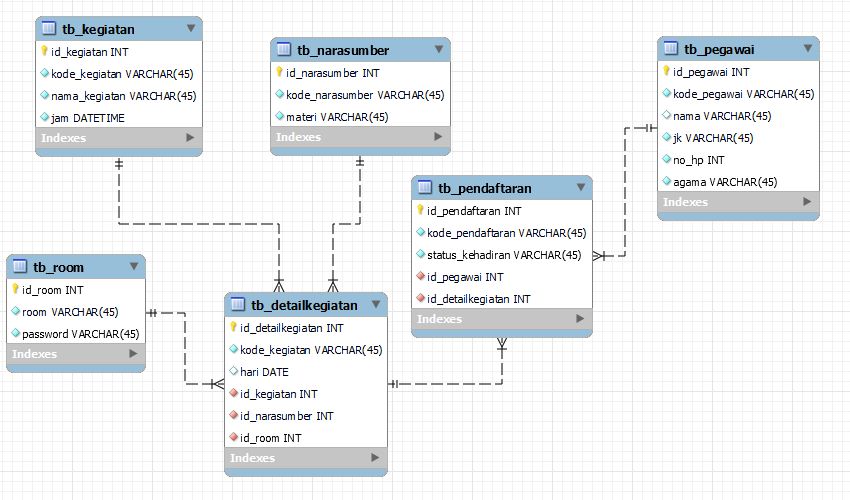 tb_kegiatan
id_kegiatan INT
kode_kegiatan VARCHAR(45)
nama_kegiatan VARCHAR(45)
jam DATETIME
Indexes
tb_narasumber
id_narasumber INT
kode_narasumber VARCHAR(45)
materi VARCHAR(45)
Indexes
tb_pegawai
id_pegawai INT
kode_pegawai VARCHAR(45)
nama VARCHAR(45)
jk VARCHAR(45)
no_hp INT
agama VARCHAR(45)
Indexes
tb_pendaftaran
id_pendaftaran INT
kode_pendaftaran VARCHAR(45)
status_kehadiran VARCHAR(45)
id_pegawai INT
id_detailkegiatan INT
Indexes
tb_room
id_room INT
room VARCHAR(45)
password VARCHAR(45)
Indexes
tb_detailkegiatan
id_detailkegiatan INT
kode_kegiatan VARCHAR(45)
hari DATE
id_kegiatan INT
id_narasumber INT
id_room INT
Indexes